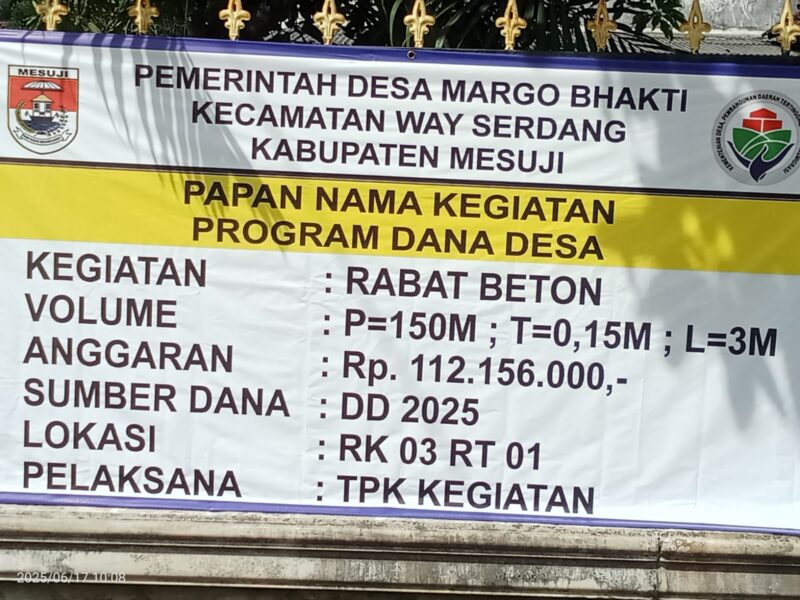 MESUJI
PEMERINTAH DESA MARGO BHAKTI
KECAMATAN WAY SERDANG
KABUPATEN MESUJI
PAPAN NAMA KEGIATAN
PROGRAM DANA DESA
KEGIATAN : RABAT BETON
VOLUME : P=150M ; T=0,15M ; L=3M
ANGGARAN : Rp. 112.156.000,-
SUMBER DANA : DD 2025
LOKASI : RK 03 RT 01
PELAKSANA : TPK KEGIATAN
2025/06/17 10:08